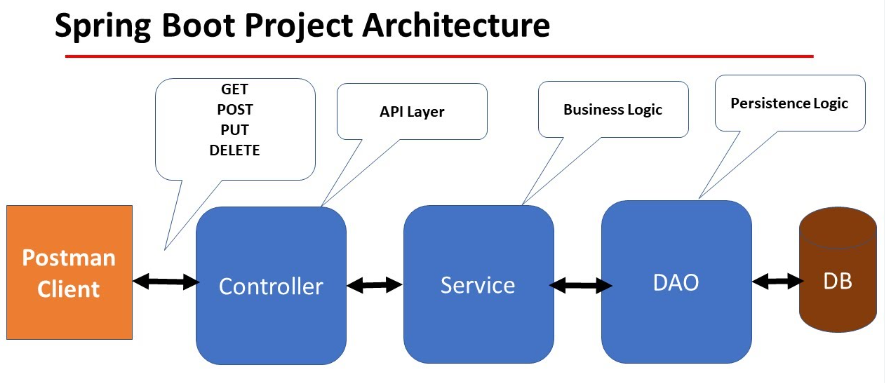 Spring Boot Project Architecture
GET
POST
PUT
DELETE
API Layer
Business Logic
Persistence Logic
Postman
Client
Controller
Service
DAO
DB